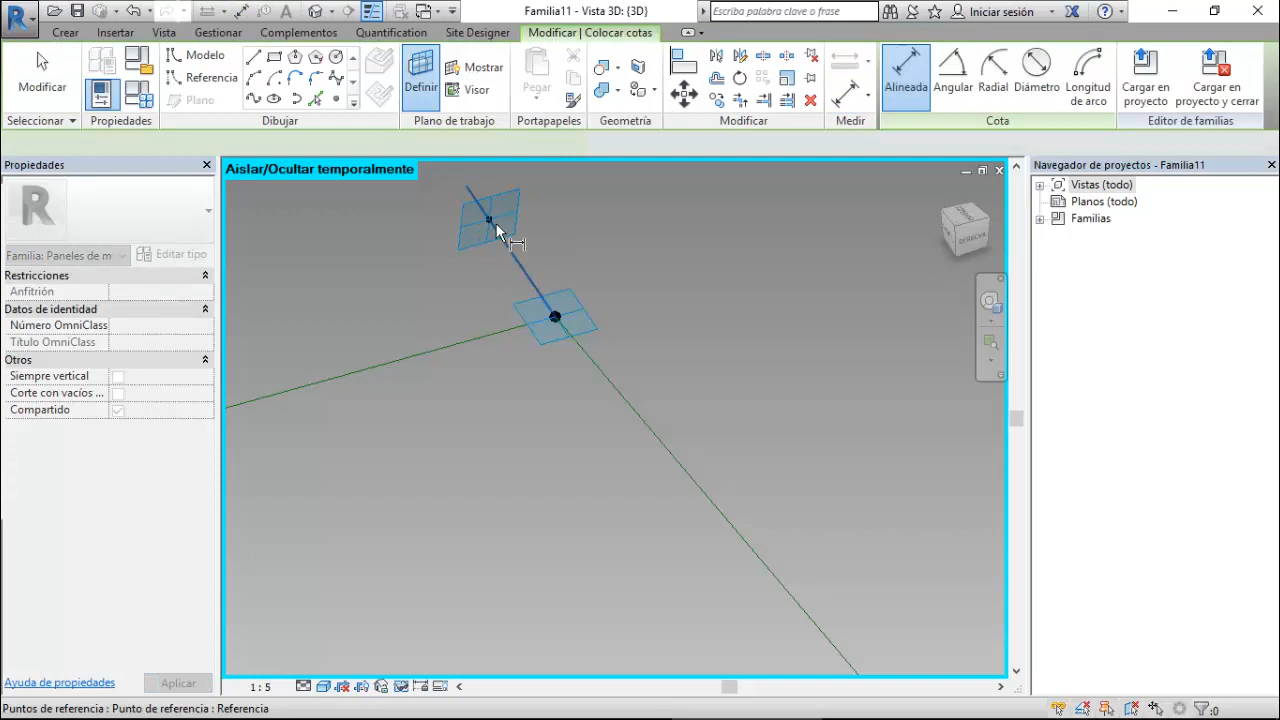 Familia11 - Vista 3D: {3D}
Escriba palabra clave o frase
Iniciar sesión
Crear
Insertar
Vista
Gestionar
Complementos
Quantification
Site Designer
Modificar | Colocar cotas
Modificar
Modelo
Referencia
Plano
Definir
Mostrar
Visor
Pegar
Alineada
Angular
Radial
Diámetro
Longitud
de arco
Cargar en
proyecto
Cargar en
proyecto y cerrar
Seleccionar
Propiedades
Dibujar
Plano de trabajo
Portapapeles
Geometría
Modificar
Medir
Cota
Editor de familias
Propiedades
Familia: Paneles de m
Editar tipo
Restricciones
Anfitrión
Datos de identidad
Número OmniClass
Título OmniClass
Otros
Siempre vertical
Corte con vacíos ...
Compartido
Ayuda de propiedades
Aplicar
Aislar/Ocultar temporalmente
DERECHA
1 : 5
Navegador de proyectos - Familia11
Vistas (todo)
Planos (todo)
Familias
Puntos de referencia : Punto de referencia : Referencia
:0